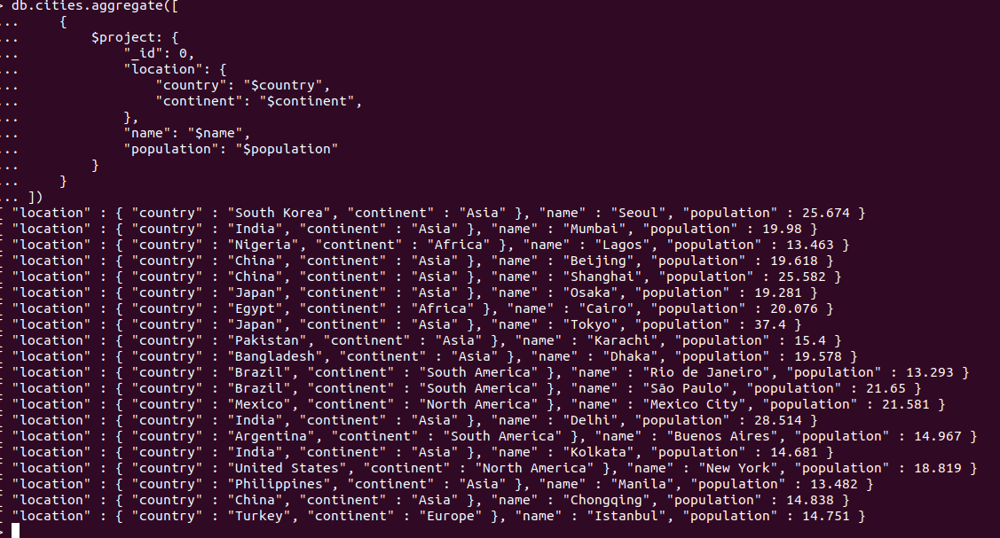 > db.cities.aggregate([
...     {
...         $project: {
...             "_id": 0,
...             "location": {
...                 "country": "$country",
...                 "continent": "$continent",
...             },
...             "name": "$name",
...             "population": "$population"
...         }
...     }
... ])
{ "location" : { "country" : "South Korea", "continent" : "Asia" }, "name" : "Seoul", "population" : 25.674 }
{ "location" : { "country" : "India", "continent" : "Asia" }, "name" : "Mumbai", "population" : 19.98 }
{ "location" : { "country" : "Nigeria", "continent" : "Africa" }, "name" : "Lagos", "population" : 13.463 }
{ "location" : { "country" : "China", "continent" : "Asia" }, "name" : "Beijing", "population" : 19.618 }
{ "location" : { "country" : "China", "continent" : "Asia" }, "name" : "Shanghai", "population" : 25.582 }
{ "location" : { "country" : "Japan", "continent" : "Asia" }, "name" : "Osaka", "population" : 19.281 }
{ "location" : { "country" : "Egypt", "continent" : "Africa" }, "name" : "Cairo", "population" : 20.076 }
{ "location" : { "country" : "Japan", "continent" : "Asia" }, "name" : "Tokyo", "population" : 37.4 }
{ "location" : { "country" : "Pakistan", "continent" : "Asia" }, "name" : "Karachi", "population" : 15.4 }
{ "location" : { "country" : "Bangladesh", "continent" : "Asia" }, "name" : "Dhaka", "population" : 19.578 }
{ "location" : { "country" : "Brazil", "continent" : "South America" }, "name" : "Rio de Janeiro", "population" : 13.293 }
{ "location" : { "country" : "Brazil", "continent" : "South America" }, "name" : "São Paulo", "population" : 21.65 }
{ "location" : { "country" : "Mexico", "continent" : "North America" }, "name" : "Mexico City", "population" : 21.581 }
{ "location" : { "country" : "India", "continent" : "Asia" }, "name" : "Delhi", "population" : 28.514 }
{ "location" : { "country" : "Argentina", "continent" : "South America" }, "name" : "Buenos Aires", "population" : 14.967 }
{ "location" : { "country" : "India", "continent" : "Asia" }, "name" : "Kolkata", "population" : 14.681 }
{ "location" : { "country" : "United States", "continent" : "North America" }, "name" : "New York", "population" : 18.819 }
{ "location" : { "country" : "Philippines", "continent" : "Asia" }, "name" : "Manila", "population" : 13.482 }
{ "location" : { "country" : "China", "continent" : "Asia" }, "name" : "Chongqing", "population" : 14.838 }
{ "location" : { "country" : "Turkey", "continent" : "Europe" }, "name" : "Istanbul", "population" : 14.751 }
>